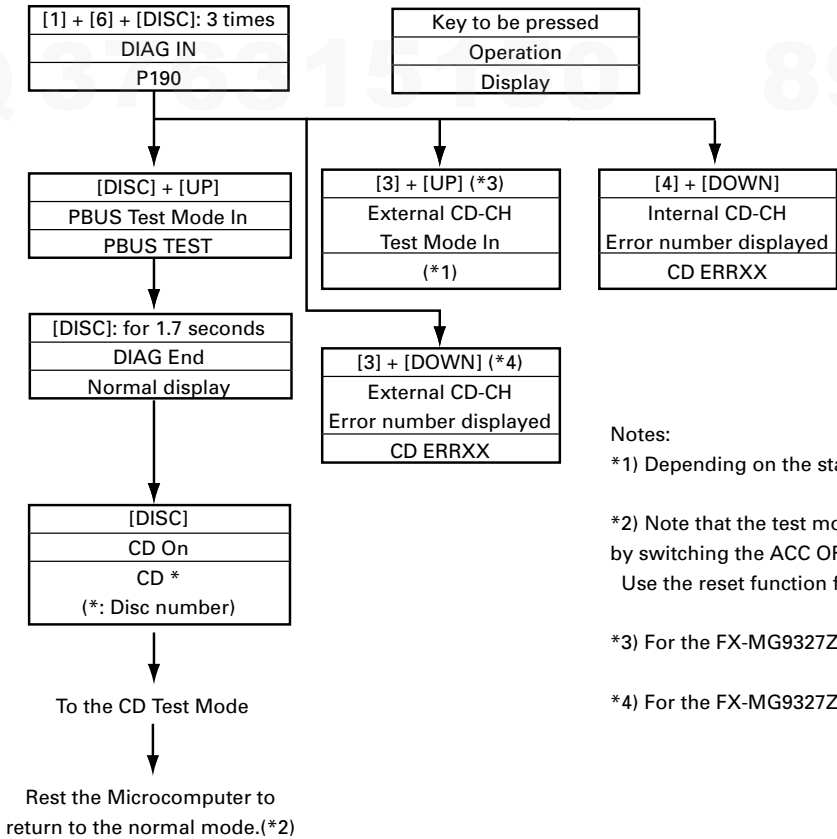 [1] + [6] + [DISC]: 3 times
DIAG IN
P190
Key to be pressed
Operation
Display
[DISC] + [UP]
PBUS Test Mode In
PBUS TEST
[3] + [UP] (*3)
External CD-CH
Test Mode In
(*1)
[4] + [DOWN]
Internal CD-CH
Error number displayed
CD ERRXX
[DISC]: for 1.7 seconds
DIAG End
Normal display
[3] + [DOWN] (*4)
External CD-CH
Error number displayed
CD ERRXX
[DISC]
CD On
CD *
(*: Disc number)
To the CD Test Mode
Rest the Microcomputer to
return to the normal mode.(*2)
Notes:
*1) Depending on the
*2) Note that the test
by switching the ACC
Use the reset function
*3) For the FX-MG9327Z
*4) For the FX-MG9327Z